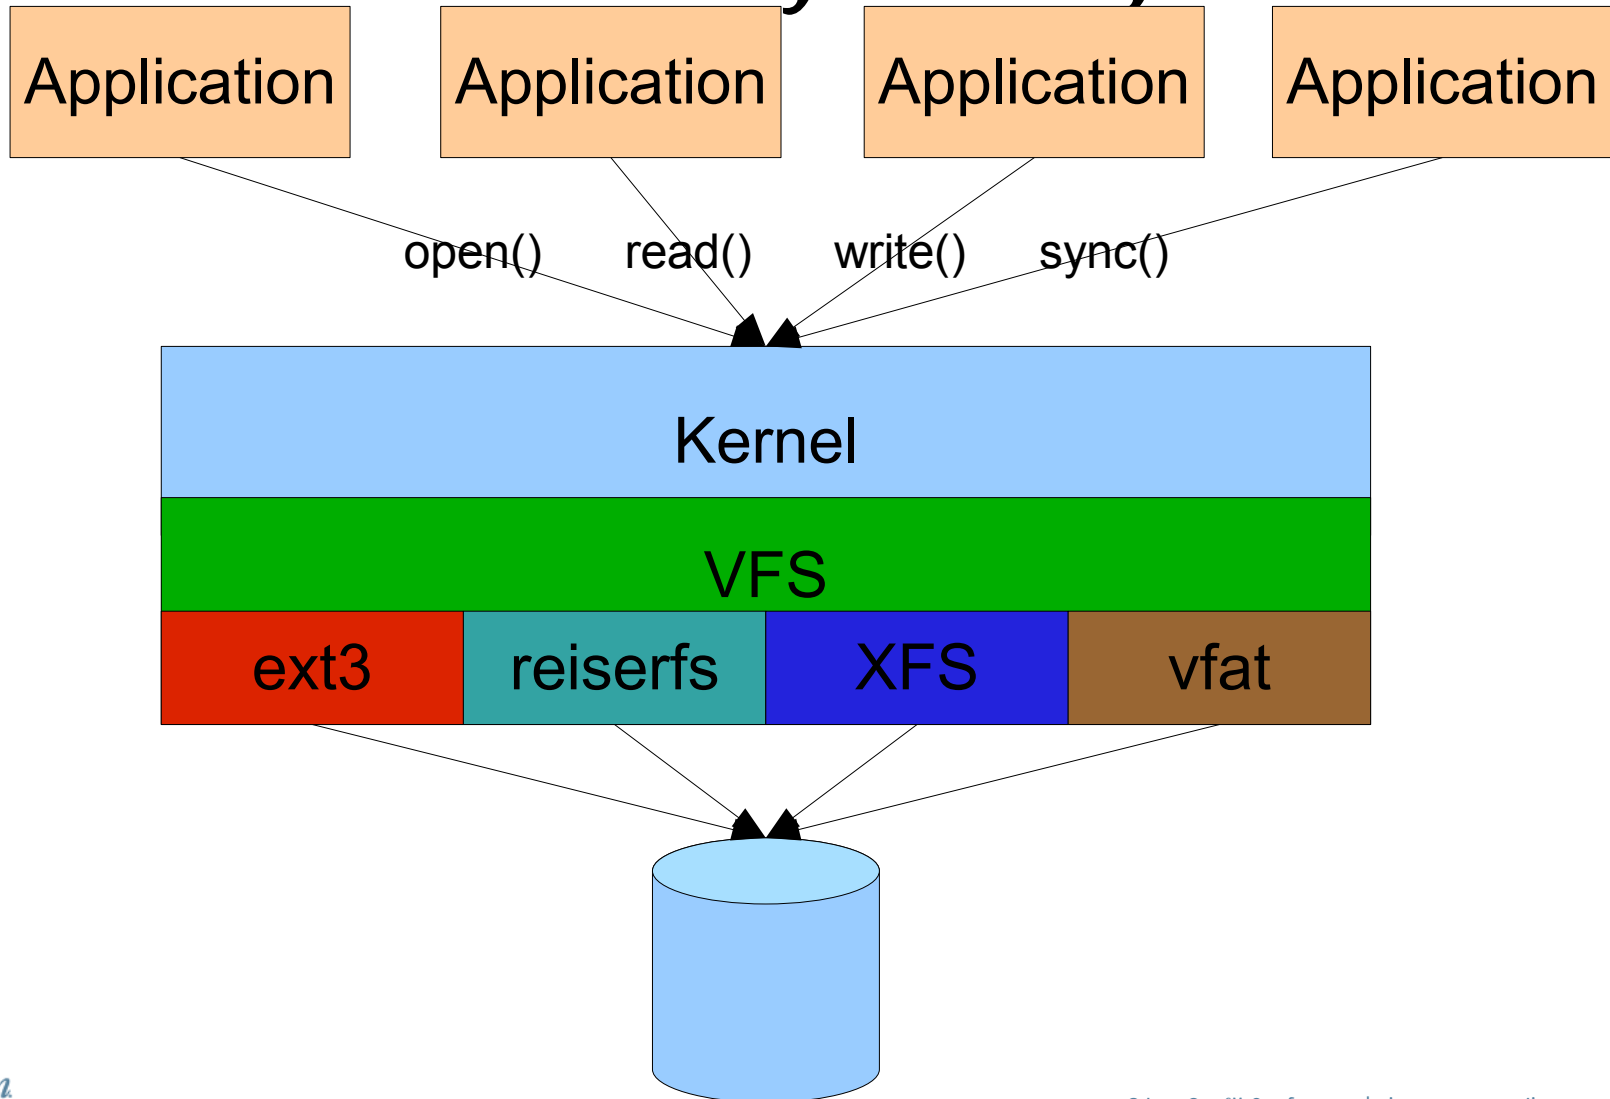 Application Application Application Application
open() read() write() sync()
Kernel
VFS
ext3 reiserfs XFS vfat